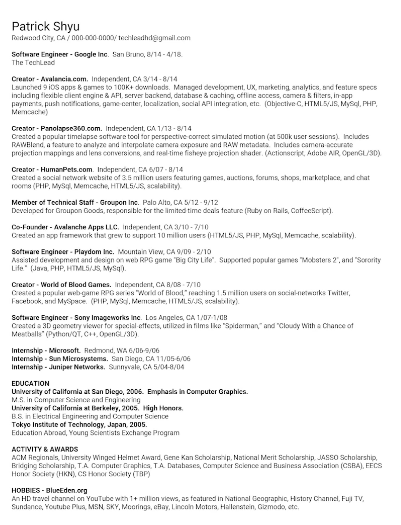 Patrick Shyu
Redwood City, CA / 000-000-0000/ techleadhd@gmail.com
Software Engineer - Google Inc. San Bruno, 8/14 - 4/18.
The TechLead
Creator - Avalancia.com. Independent, CA 3/14 - 8/14
Launched 9 iOS apps & games to 100K+ downloads. Managed development, UX, marketing, analytics, and feature specs
including flexible client engine & API, server backend, database & caching, offline access, camera & filters, in-app
payments, push notifications, game-center, localization, social API integration, etc. (Objective C, HTML5/JS, MySql, PHP,
Memcache)
Creator - Panolapse360.com. Independent, CA 1/13 - 8/14
Created a popular timelapse software tool for perspective-correct simulated motion (at 500k user sessions). Includes
RAWBlend, a feature to analyze and interpolate camera exposure and RAW metadata. Includes camera-accurate
projection mappings and lens conversions, and real-time fisheye projection shader. (Actionscript, Adobe AIR, OpenGL/3D).
Creator - HumanPets.com. Independent, CA 6/07 - 8/14
Created a social network website of 3.5 million users featuring games, auctions, forums, shops, marketplace, and chat
rooms (PHP, MySql, Memcache, HTML5/JS, scalability).
Member of Technical Staff - Groupon Inc. Palo Alto, CA 5/12 - 9/12
Developed for Groupon Goods, responsible for the limited-time deals feature (Ruby on Rails, CoffeeScript).
Co-Founder - Avalanche Apps LLC. Independent, CA 3/10 - 7/10
Created an app framework that grew to support 10 million users (HTML5/JS, PHP, MySql, Memcache, scalability).
Software Engineer - Playdom Inc. Mountain View, CA 9/09 - 2/10
Assisted development and design on web RPG game "Big City Life". Supported popular games "Mobsters 2", and "Sorority
Life." (Java, PHP, HTML5/JS, MySql).
Creator - World of Blood Games. Independent, CA 8/08 - 7/10
Created a popular web-game RPG series "World of Blood," reaching 1.5 million users on social-networks Twitter,
Facebook, and MySpace. (PHP, MySql, Memcache, HTML5/JS, scalability).
Software Engineer - Sony Imageworks Inc. Los Angeles, CA 1/07-1/08
Created a 3D geometry viewer for special-effects, utilized in films like "Spiderman," and "Cloudy With a Chance of
Meatballs" (Python/QT, C++, OpenGL/3D).
Internship - Microsoft. Redmond, WA 6/06-9/06
Internship - Sun Microsystems. San Diego, CA 11/05-6/06
Internship - Juniper Networks. Sunnyvale, CA 5/04-8/04
EDUCATION
University of California at San Diego, 2006. Emphasis in Computer Graphics.
M.S. in Computer Science and Engineering
University of California at Berkeley, 2005. High Honors.
B.S. in Electrical Engineering and Computer Science
Tokyo Institute of Technology, Japan, 2005.
Education Abroad, Young Scientists Exchange Program
ACTIVITY & AWARDS
ACM Regionals, University Winged Helmet Award, Gene Kan Scholarship, National Merit Scholarship, JASSO Scholarship,
Bridging Scholarship, T.A. Computer Graphics, T.A. Databases, Computer Science and Business Association (CSBA), EECS
Honor Society (HKN), CS Honor Society (TBP)
HOBBIES - BlueEden.org
An HD travel channel on YouTube with 1+ million views, as featured in National Geographic, History Channel, Fuji TV,
Sundance, Youtube Plus, MSN, SKY, Moorings, eBay, Lincoln Motors, Hallenstein, Gizmodo, etc.